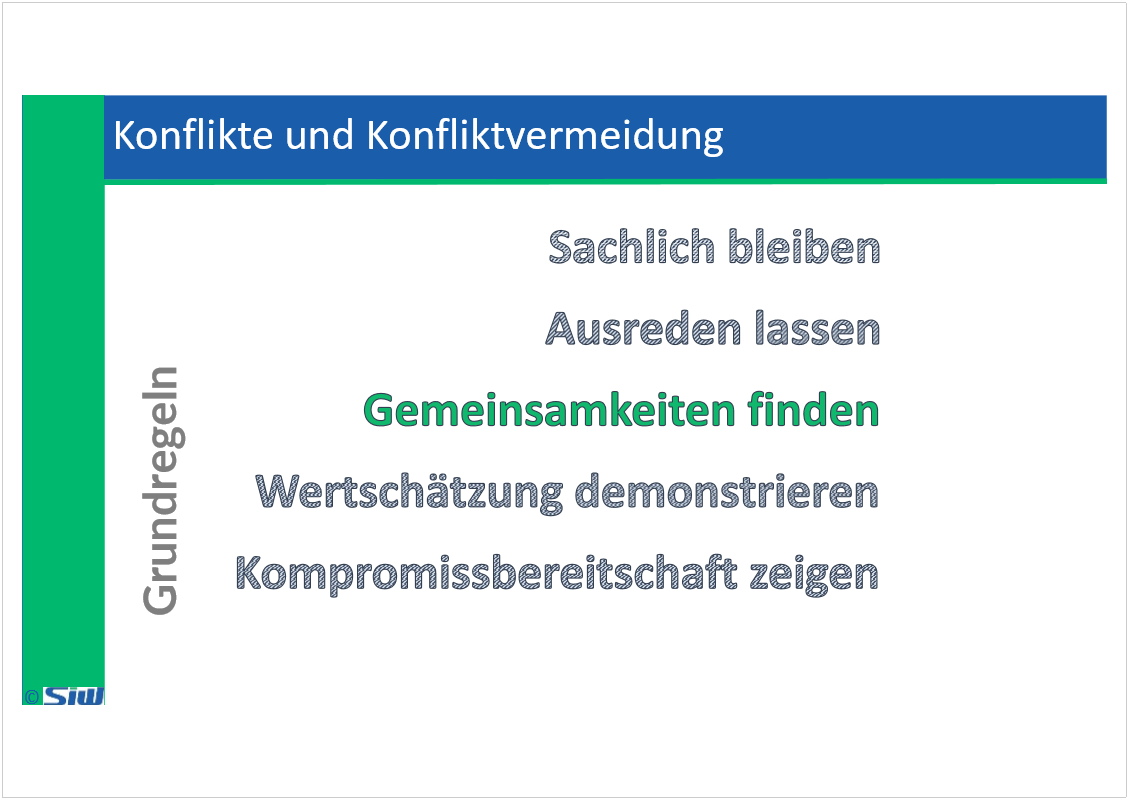 Konflikte und Konfliktvermeidung
Grundregeln
Sachlich bleiben
Ausreden lassen
Gemeinsamkeiten finden
Wertschätzung demonstrieren
Kompromissbereitschaft zeigen
© SiW